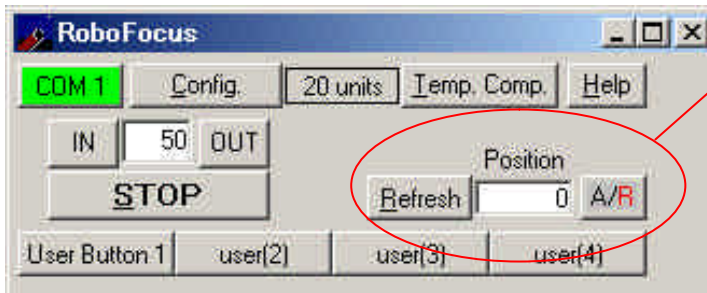 RoboFocus
COM 1 Config. 20 units Temp. Comp. Help
IN 50 OUT
Position
STOP Refresh 0 A/R
User Button 1 user(2) user(3) user(4)